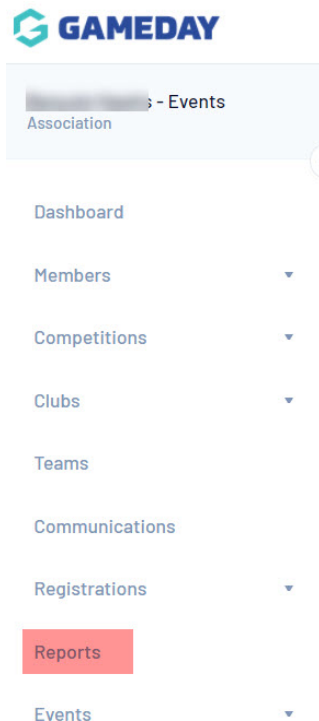 GAMEDAY
- Events
Association
Dashboard
Members
Competitions
Clubs
Teams
Communications
Registrations
Reports
Events